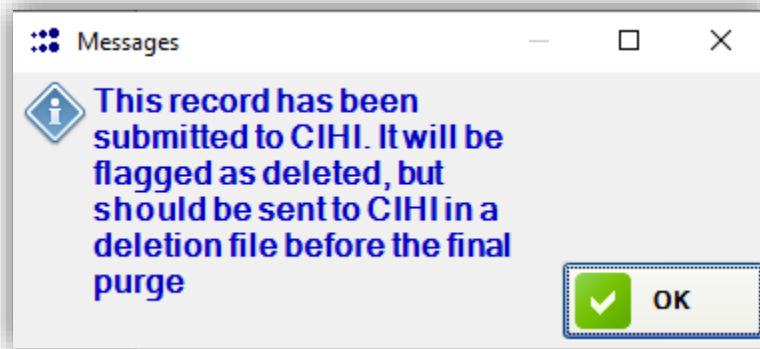 Messages
This record has been
submitted to CIHI. It will be
flagged as deleted, but
should be sent to CIHI in a
deletion file before the final
purge
OK